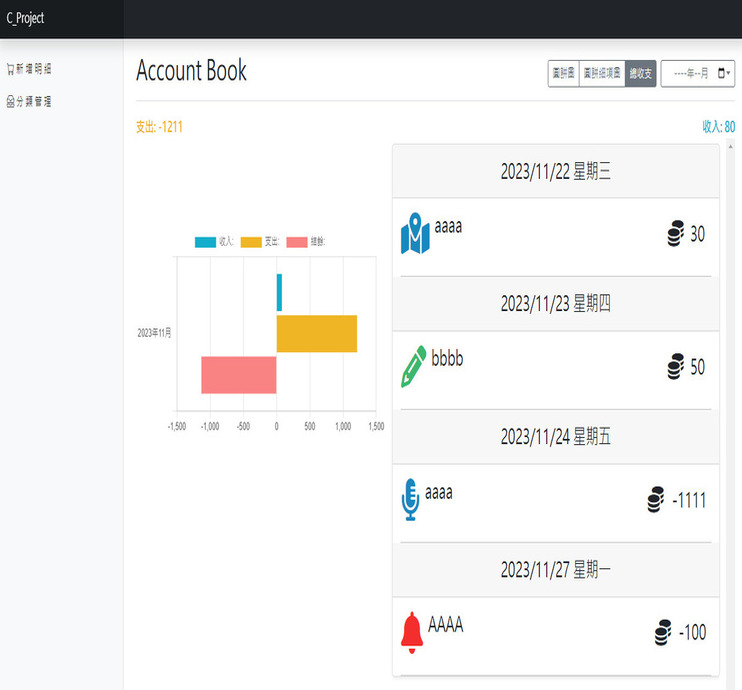 C_Project
新增明細
分類管理
Account Book
圓餅圖 圓餅細項圖 總收支
----年--月
支出: -1211
收入: 80
收入: 支出: 總餘:
2023年11月
-1,500 -1,000 -500 0 500 1,000 1,500
2023/11/22 星期三
aaaa 30
2023/11/23 星期四
bbbb 50
2023/11/24 星期五
aaaa -1111
2023/11/27 星期一
AAAA -100